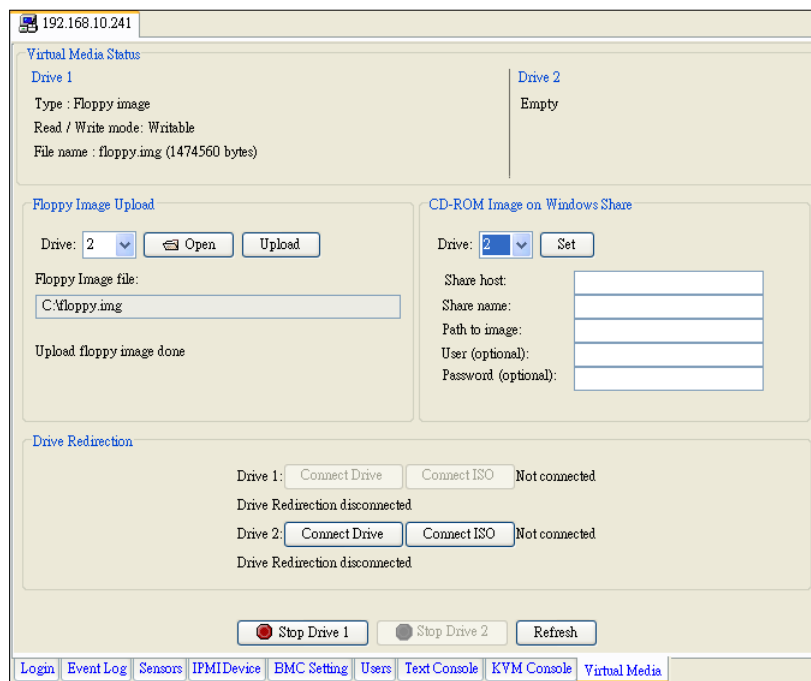 192.168.10.241
Virtual Media Status
Drive 1
Type : Floppy image
Read / Write mode: Writable
File name : floppy.img (1474560 bytes)
Drive 2
Empty
Floppy Image Upload
Drive: 2 Open Upload
Floppy Image file:
C:\floppy.img
Upload floppy image done
CD-ROM Image on Windows Share
Drive: 2 Set
Share host:
Share name:
Path to image:
User (optional):
Password (optional):
Drive Redirection
Drive 1: Connect Drive Connect ISO Not connected
Drive Redirection disconnected
Drive 2: Connect Drive Connect ISO Not connected
Drive Redirection disconnected
Stop Drive 1 Stop Drive 2 Refresh
Login Event Log Sensors IPMI Device BMC Setting Users Text Console KVM Console Virtual Media